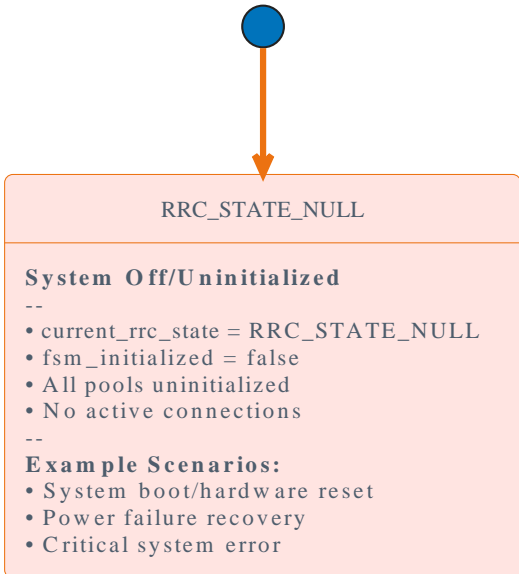 RRC_STATE_NULL
System Off/Uninitialized
--
• current_rrc_state = RRC_STATE_NULL
• fsm_initialized = false
• All pools uninitialized
• No active connections
--
Example Scenarios:
• System boot/hardware reset
• Power failure recovery
• Critical system error